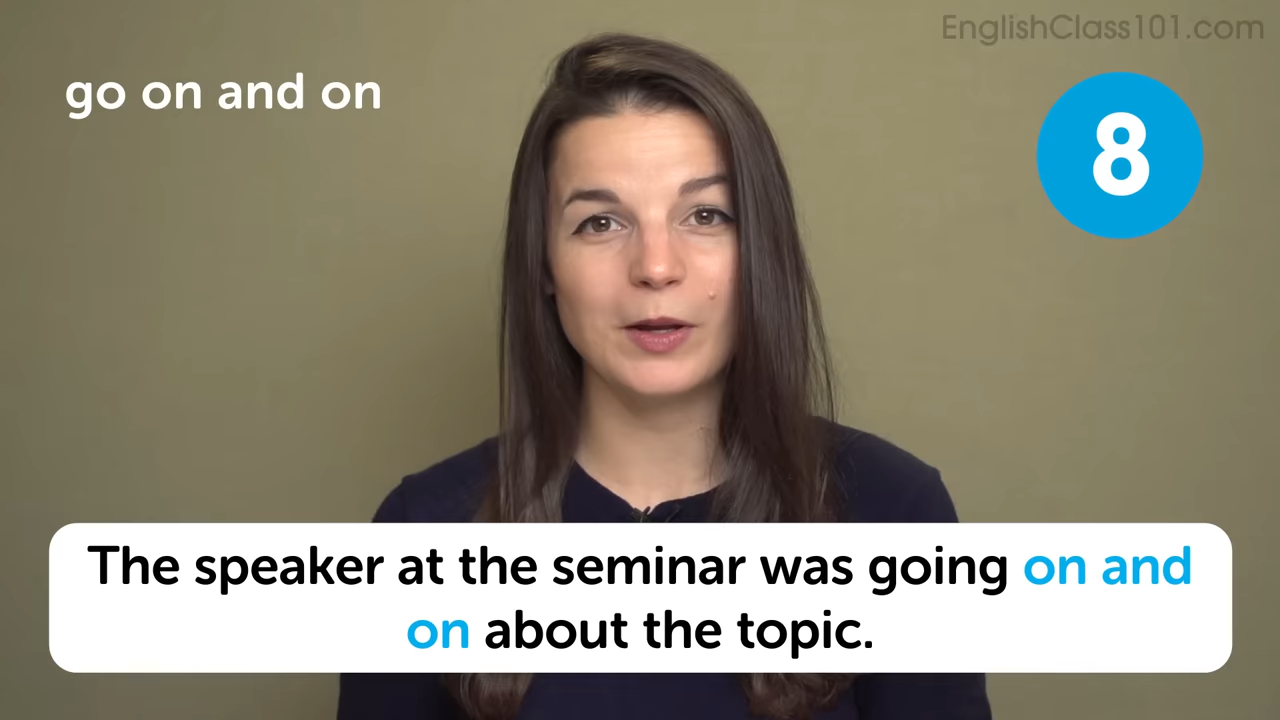 EnglishClass101.com
go on and on
8
The speaker at the seminar was going on and
on about the topic.